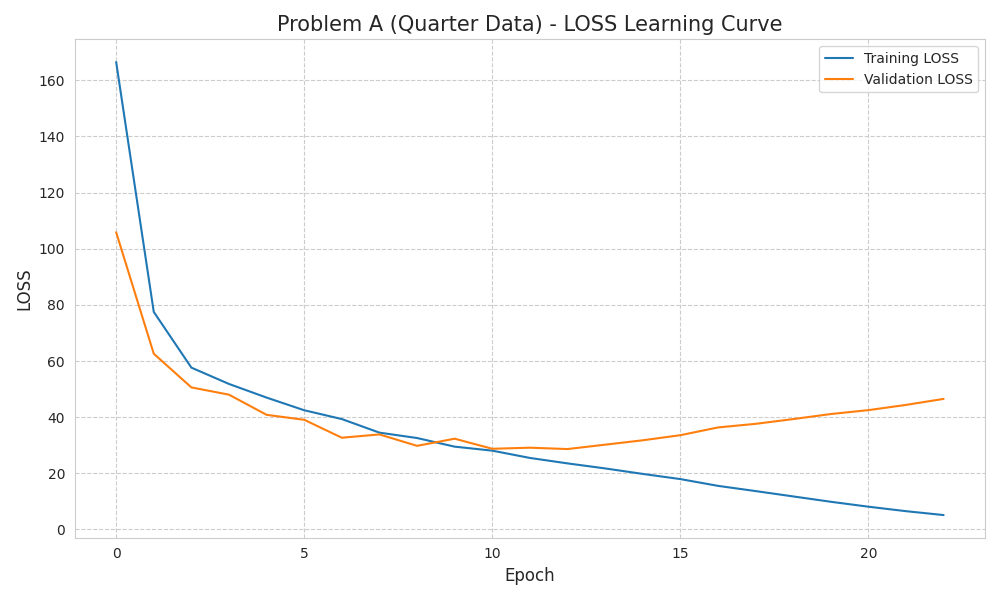 Problem A (Quarter Data) - LOSS Learning Curve
Training LOSS
Validation LOSS
LOSS
160
140
120
100
80
60
40
20
0
0 5 10 15 20
Epoch